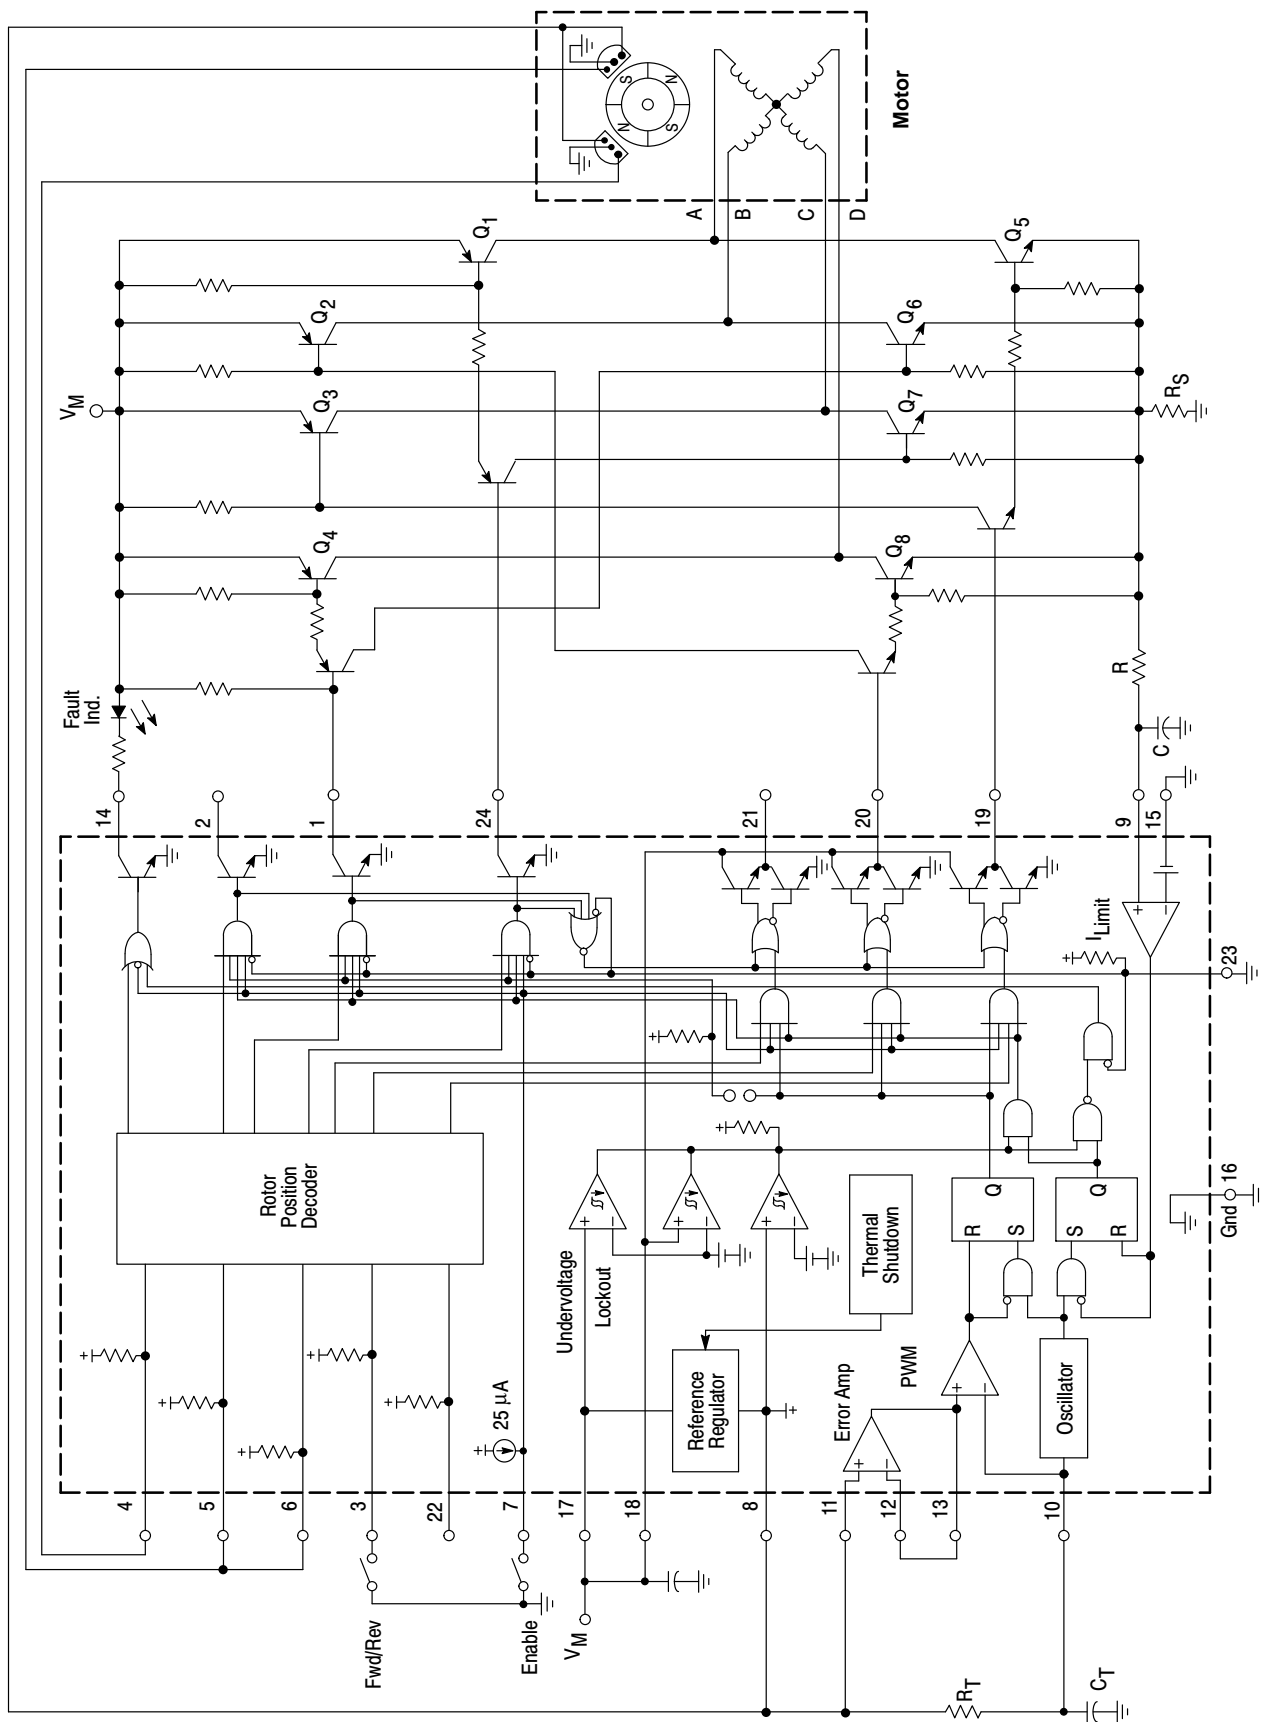 Motor
S
N
N
S
A
B
C
D
VM
Q1
Q2
Q3
Q4
Q5
Q6
Q7
Q8
RS
R
C
Fault
Ind.
14
2
1
24
21
20
19
9
15
23
Gnd 16
ILimit
+
−
+
+
Rotor
Position
Decoder
Undervoltage
Lockout
+
−
+
−
+
−
+
Thermal
Shutdown
Reference
Regulator
+
R
Q
S
S
Q
R
Error Amp
+
−
PWM
+
−
Oscillator
+
+
+
+
+
+
25 μA
4
5
6
3
22
7
17
18
8
11
12
13
10
Fwd/Rev
Enable
VM
RT
CT